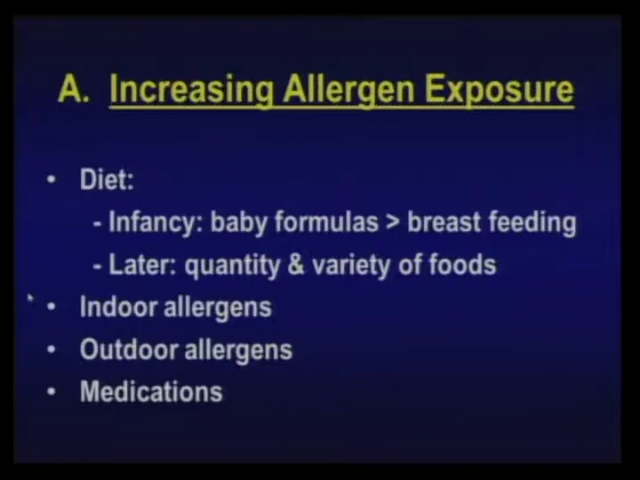 A. Increasing Allergen Exposure
• Diet:
- Infancy: baby formulas > breast feeding
- Later: quantity & variety of foods
• Indoor allergens
• Outdoor allergens
• Medications